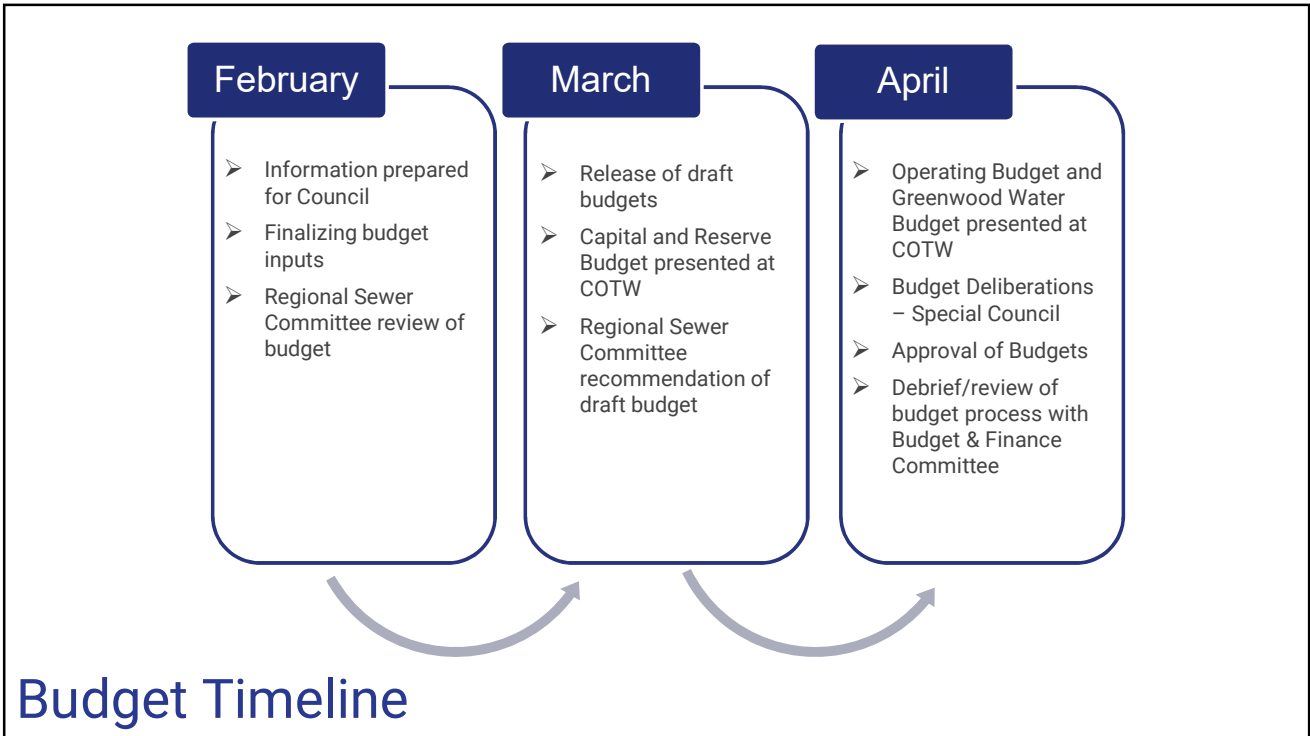 February
➢ Information prepared
for Council
➢ Finalizing budget
inputs
➢ Regional Sewer
Committee review of
budget
March
➢ Release of draft
budgets
➢ Capital and Reserve
Budget presented at
COTW
➢ Regional Sewer
Committee
recommendation of
draft budget
April
➢ Operating Budget and
Greenwood Water
Budget presented at
COTW
➢ Budget Deliberations
– Special Council
➢ Approval of Budgets
➢ Debrief/review of
budget process with
Budget & Finance
Committee
Budget Timeline